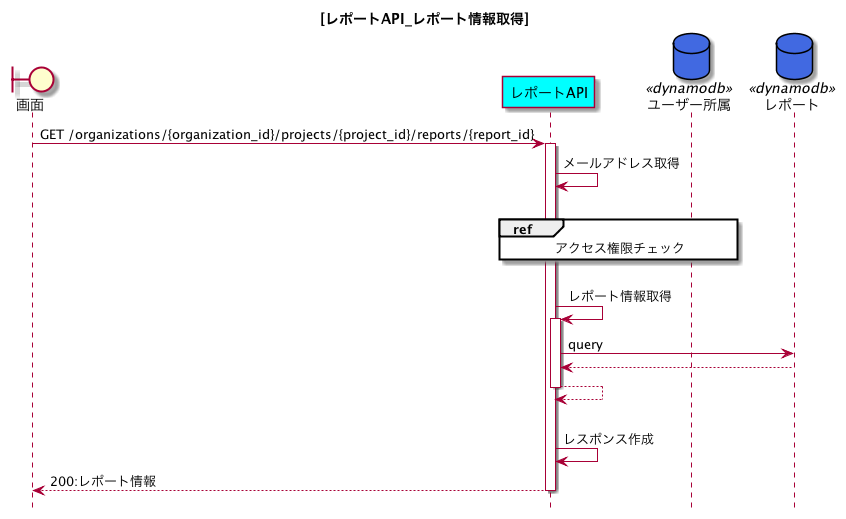 [レポートAPI_レポート情報取得]
画面
レポートAPI
«dynamodb»
ユーザー所属
«dynamodb»
レポート
GET /organizations/{organization_id}/projects/{project_id}/reports/{report_id}
メールアドレス取得
ref
アクセス権限チェック
レポート情報取得
query
レスポンス作成
200:レポート情報